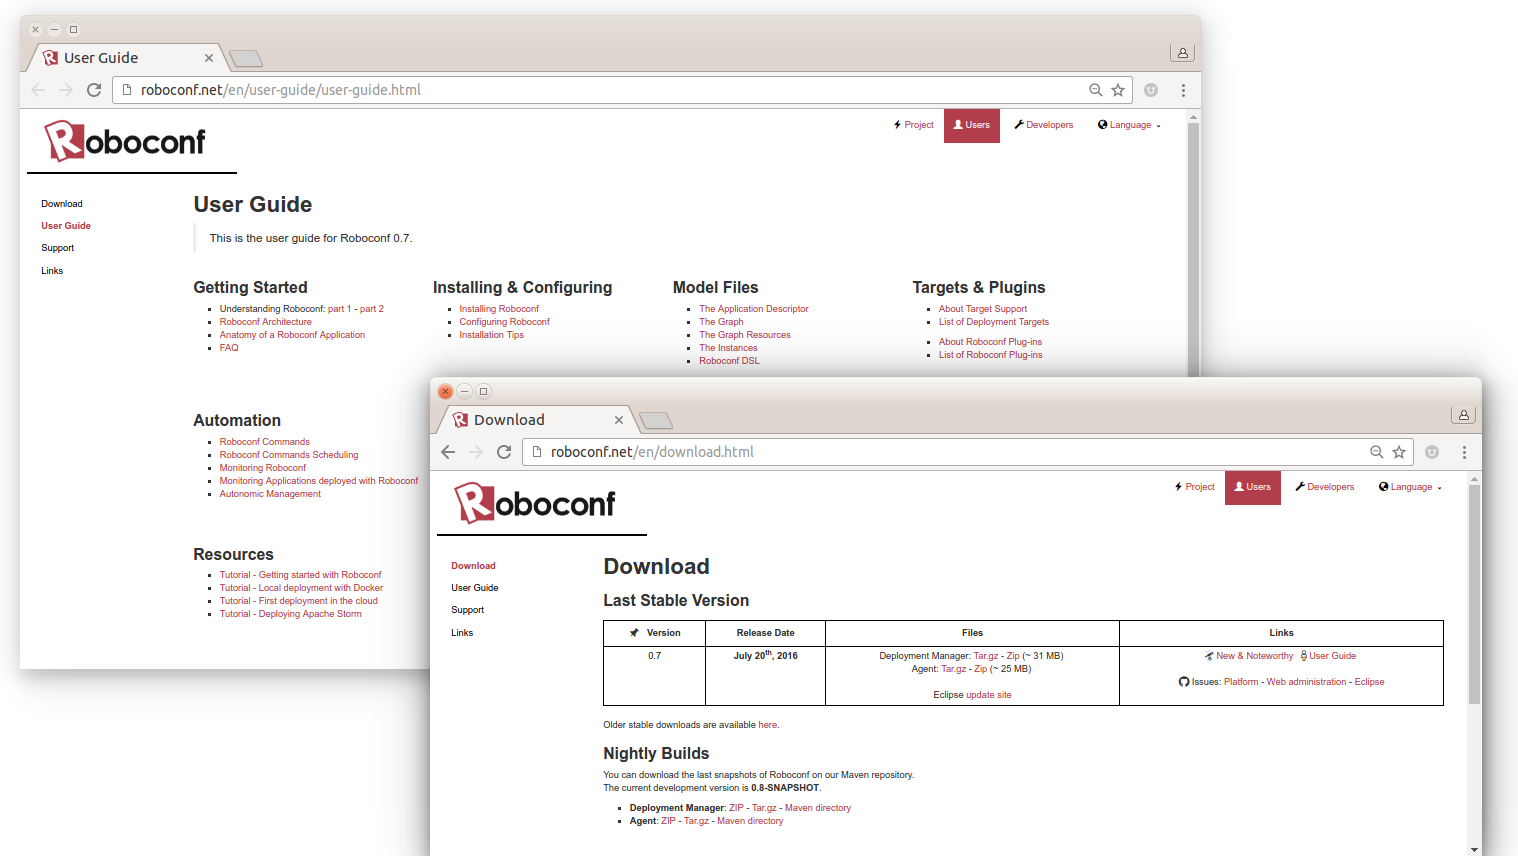 User Guide
roboconf.net/en/user-guide/user-guide.html
Roboconf
Project Users Developers Language
Download
User Guide
Support
Links
User Guide
This is the user guide for Roboconf 0.7.
Getting Started
Understanding Roboconf: part 1 - part 2
Roboconf Architecture
Anatomy of a Roboconf Application
FAQ
Installing & Configuring
Installing Roboconf
Configuring Roboconf
Installation Tips
Model Files
The Application Descriptor
The Graph
The Graph Resources
The Instances
Roboconf DSL
Targets & Plugins
About Target Support
List of Deployment Targets
About Roboconf Plug-ins
List of Roboconf Plug-ins
Automation
Roboconf Commands
Roboconf Commands Scheduling
Monitoring Roboconf
Monitoring Applications deployed with Roboconf
Autonomic Management
Resources
Tutorial - Getting started with Roboconf
Tutorial - Local deployment with Docker
Tutorial - First deployment in the cloud
Tutorial - Deploying Apache Storm
Download
roboconf.net/en/download.html
Roboconf
Project Users Developers Language
Download
User Guide
Support
Links
Download
Last Stable Version
Version Release Date Files Links
0.7 July 20th, 2016 Deployment Manager: Tar.gz - Zip (~ 31 MB) New & Noteworthy User Guide
Agent: Tar.gz - Zip (~ 25 MB)
Issues: Platform - Web administration - Eclipse
Eclipse update site
Older stable downloads are available here.
Nightly Builds
You can download the last snapshots of Roboconf on our Maven repository.
The current development version is 0.8-SNAPSHOT.
Deployment Manager: ZIP - Tar.gz - Maven directory
Agent: ZIP - Tar.gz - Maven directory